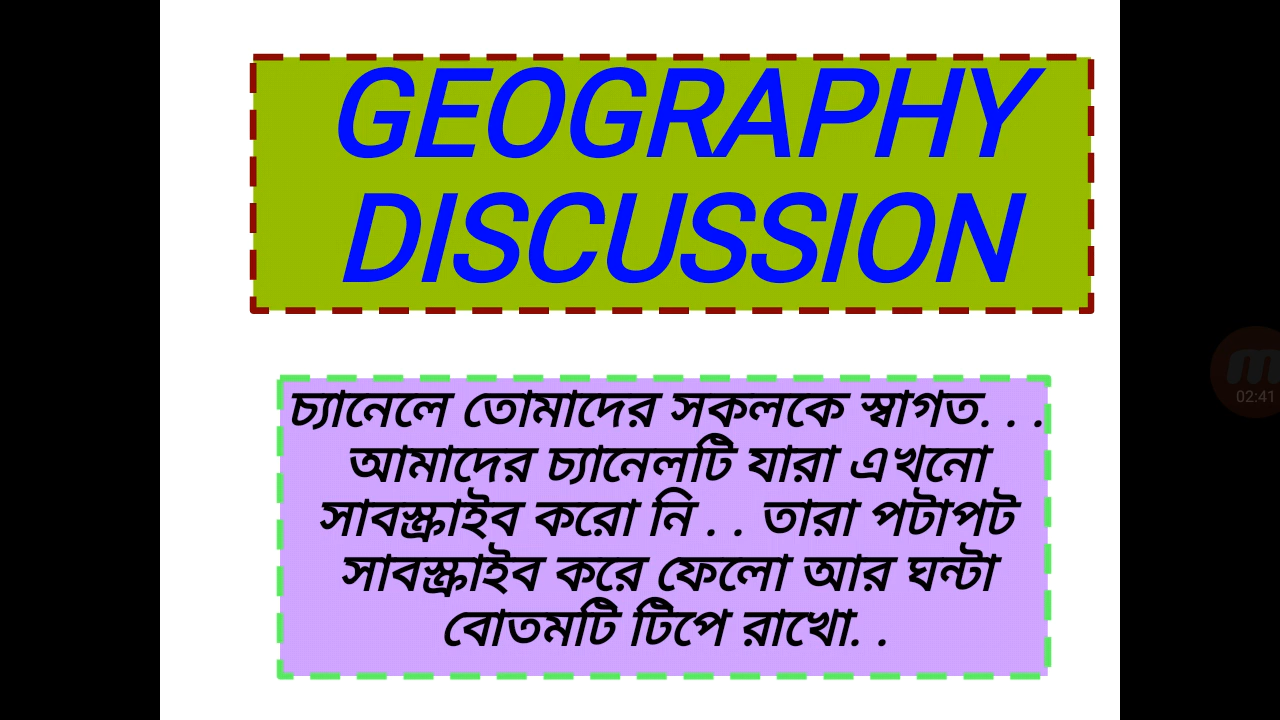 GEOGRAPHY
DISCUSSION
চ্যানেলে তোমাদের সকলকে স্বাগত. . .
আমাদের চ্যানেলটি যারা এখনো
সাবস্ক্রাইব করো নি . . তারা পটাপট
সাবস্ক্রাইব করে ফেলো আর ঘন্টা
বোতমটি টিপে রাখো. .
02:41